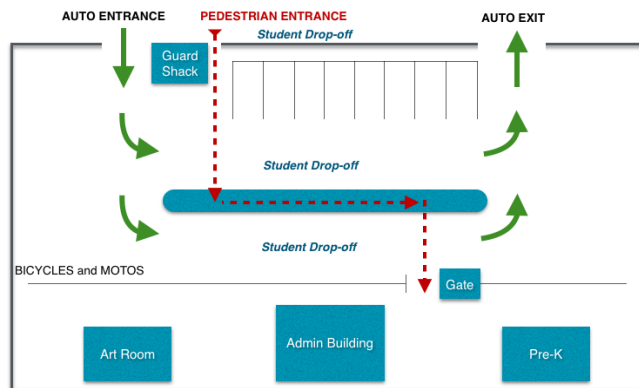 AUTO ENTRANCE
PEDESTRIAN ENTRANCE
AUTO EXIT
Student Drop-off
Guard
Shack
Student Drop-off
Student Drop-off
BICYCLES and MOTOS
Gate
Art Room
Admin Building
Pre-K